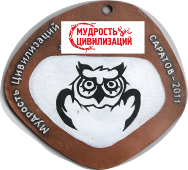 МУДРОСТЬ
ЦИВИЛИЗАЦИЙ
Мудрость Цивилизаций
САРАТОВ-2011